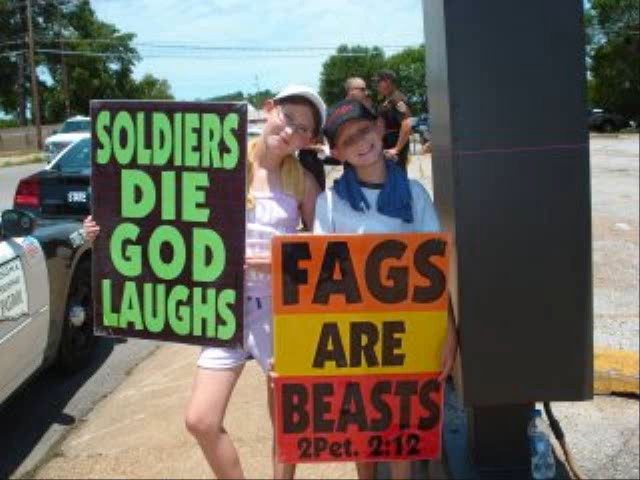 SOLDIERS
DIE
GOD
LAUGHS
FAGS
ARE
BEASTS
2Pet. 2:12